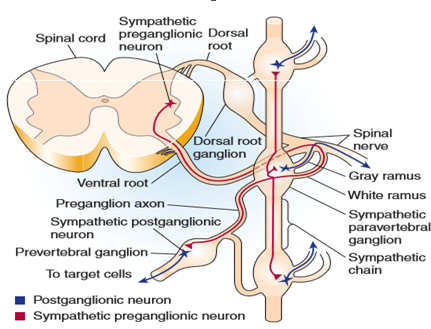 Sympathetic
preganglionic
neuron
Dorsal
root
Spinal cord
Dorsal root
ganglion
Spinal
nerve
Gray ramus
White ramus
Ventral root
Preganglion axon
Sympathetic postganglionic
neuron
Prevertebral ganglion
To target cells
Sympathetic
paravertebral
ganglion
Sympathetic
chain
Postganglionic neuron
Sympathetic preganglionic neuron